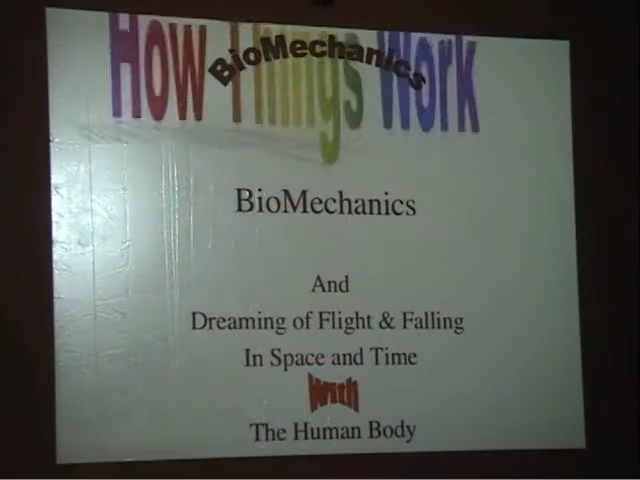 How Things Work
BioMechanics
BioMechanics
And
Dreaming of Flight & Falling
In Space and Time
With
The Human Body